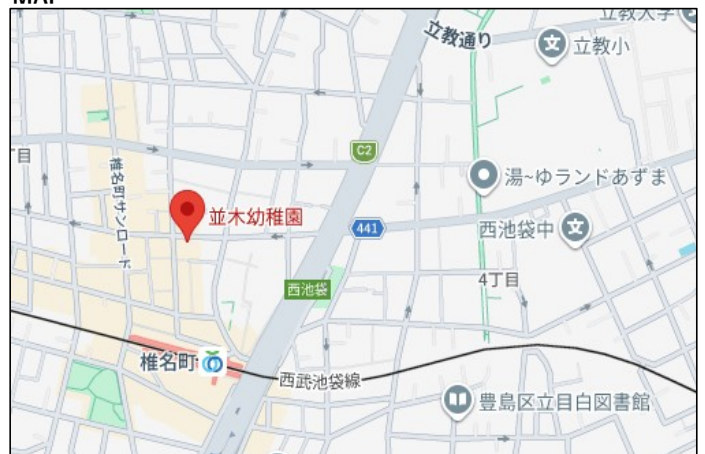 MAP
立教大学
立教通り
立教小
丁目
C2
椎名町サンロード
湯~ゆランドあずま
並木幼稚園
441
西池袋中
4丁目
西池袋
椎名町
西武池袋線
豊島区立目白図書館